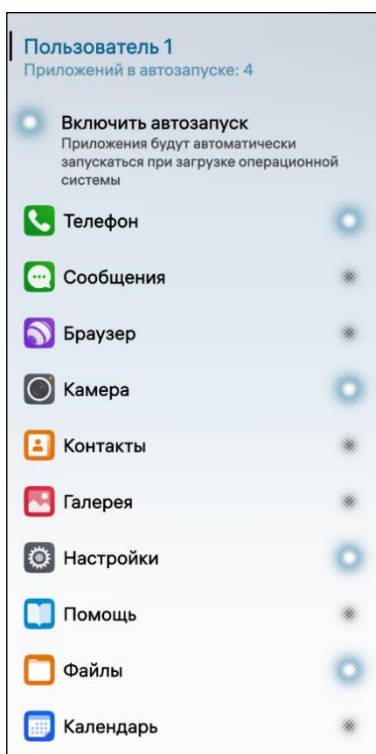 Пользователь 1
Приложений в автозапуске: 4
Включить автозапуск
Приложения будут автоматически
запускаться при загрузке операционной
системы
Телефон
Сообщения
Браузер
Камера
Контакты
Галерея
Настройки
Помощь
Файлы
Календарь